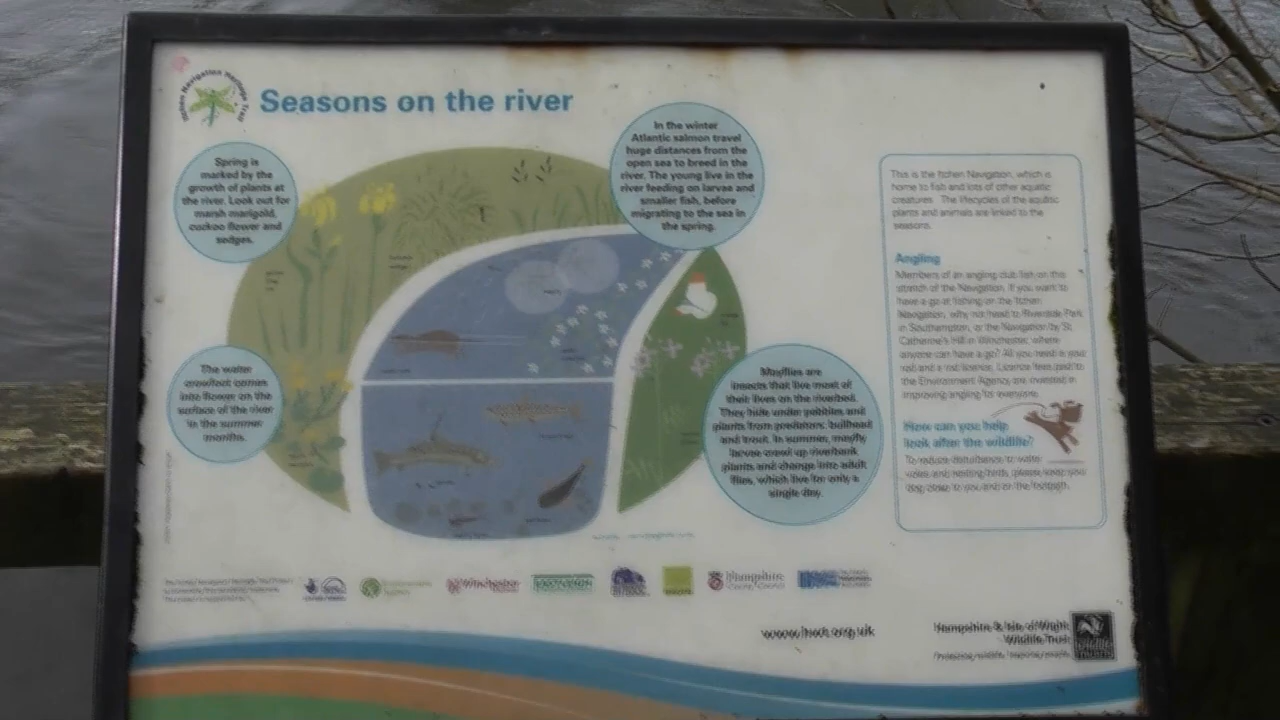 Itchen Navigation Heritage Trail
Seasons on the river
Spring is
marked by the
growth of plants at
the river. Look out for
marsh marigold,
cuckoo flower and
sedges.
In the winter
Atlantic salmon travel
huge distances from the
open sea to breed in the
river. The young live in the
river feeding on larvae and
smaller fish, before
migrating to the sea in
the spring.
The water
crowfoot comes
into flower on the
surface of the river
in the summer
months.
Mayflies are
insects that live most of
their lives on the riverbed.
They hide under pebbles and
plants from predators: bullhead
and trout. In summer, mayfly
larvae crawl up riverbank
plants and change into adult
flies, which live for only a
single day.
This is the Itchen Navigation, which is
home to fish and lots of other aquatic
creatures. The lifecycles of the aquatic
plants and animals are linked to the
seasons.
Angling
Members of an angling club fish on this
stretch of the Navigation. If you want to
have a go at fishing on the Itchen
Navigation, why not head to Riverside Park
in Southampton, or the Navigation by St.
Catherine's Hill in Winchester, where
anyone can have a go? All you need is your
rod and a rod licence. Licence fees paid to
the Environment Agency are invested in
improving angling for everyone.
How can you help
look after the wildlife?
To reduce disturbance to water
voles and nesting birds, please keep your
dog close to you and on the footpath.
Winchester
Hampshire
County Council
www.hwt.org.uk
Hampshire & Isle of Wight
Wildlife Trust
Protecting wildlife, inspiring people